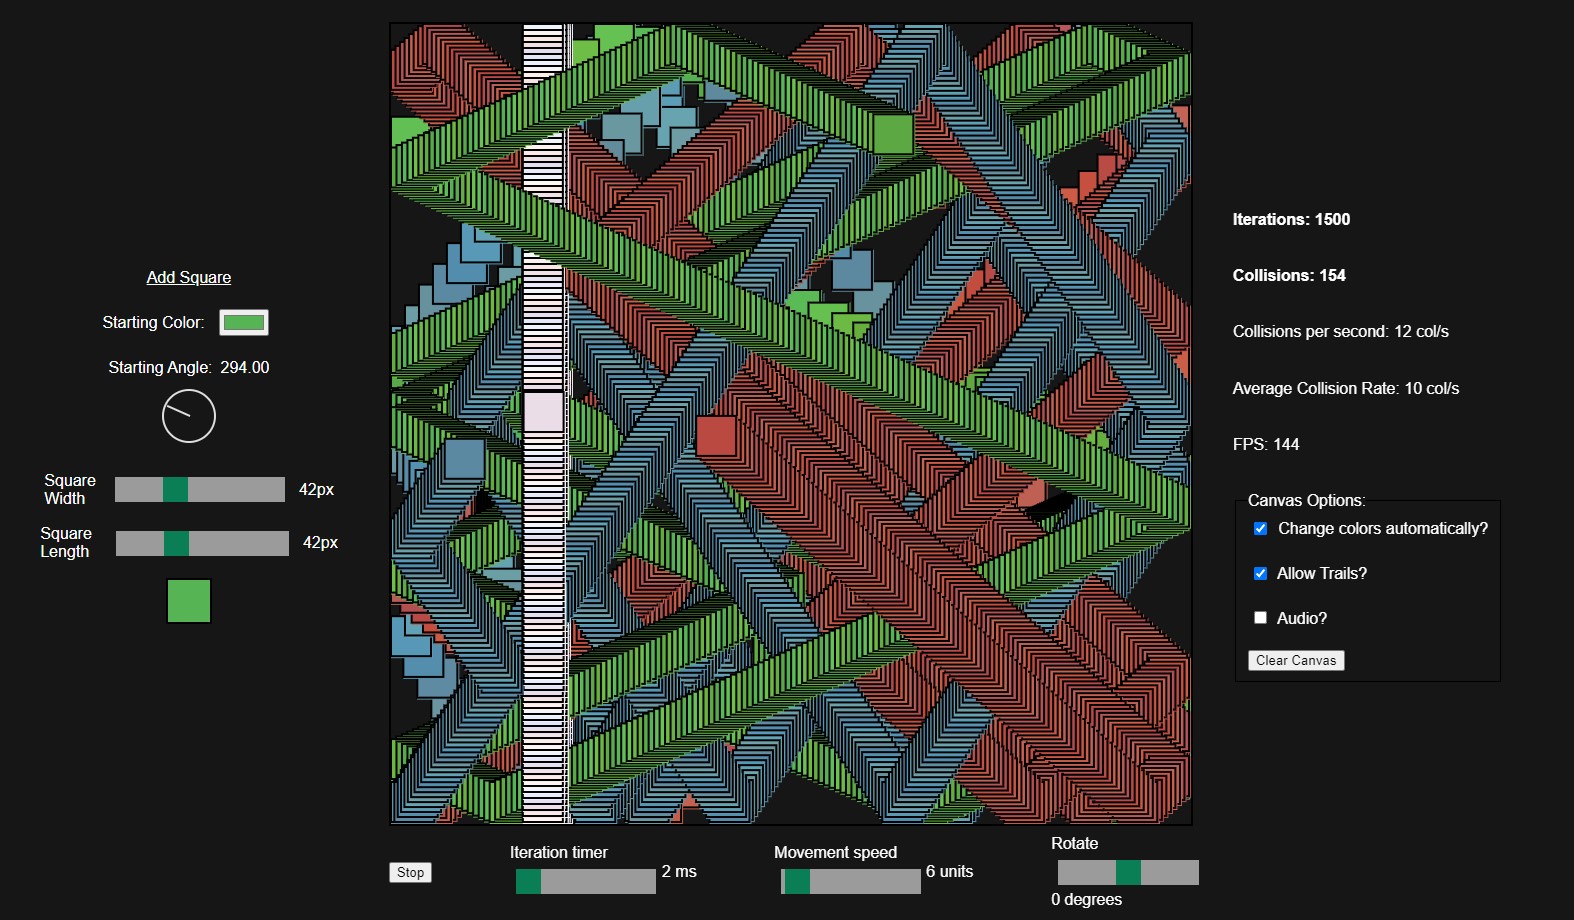 Add Square
Starting Color:
Starting Angle: 294.00
Square
Width
42px
Square
Length
42px
Iterations: 1500
Collisions: 154
Collisions per second: 12 col/s
Average Collision Rate: 10 col/s
FPS: 144
Canvas Options:
Change colors automatically?
Allow Trails?
Audio?
Clear Canvas
Stop
Iteration timer
2 ms
Movement speed
6 units
Rotate
0 degrees